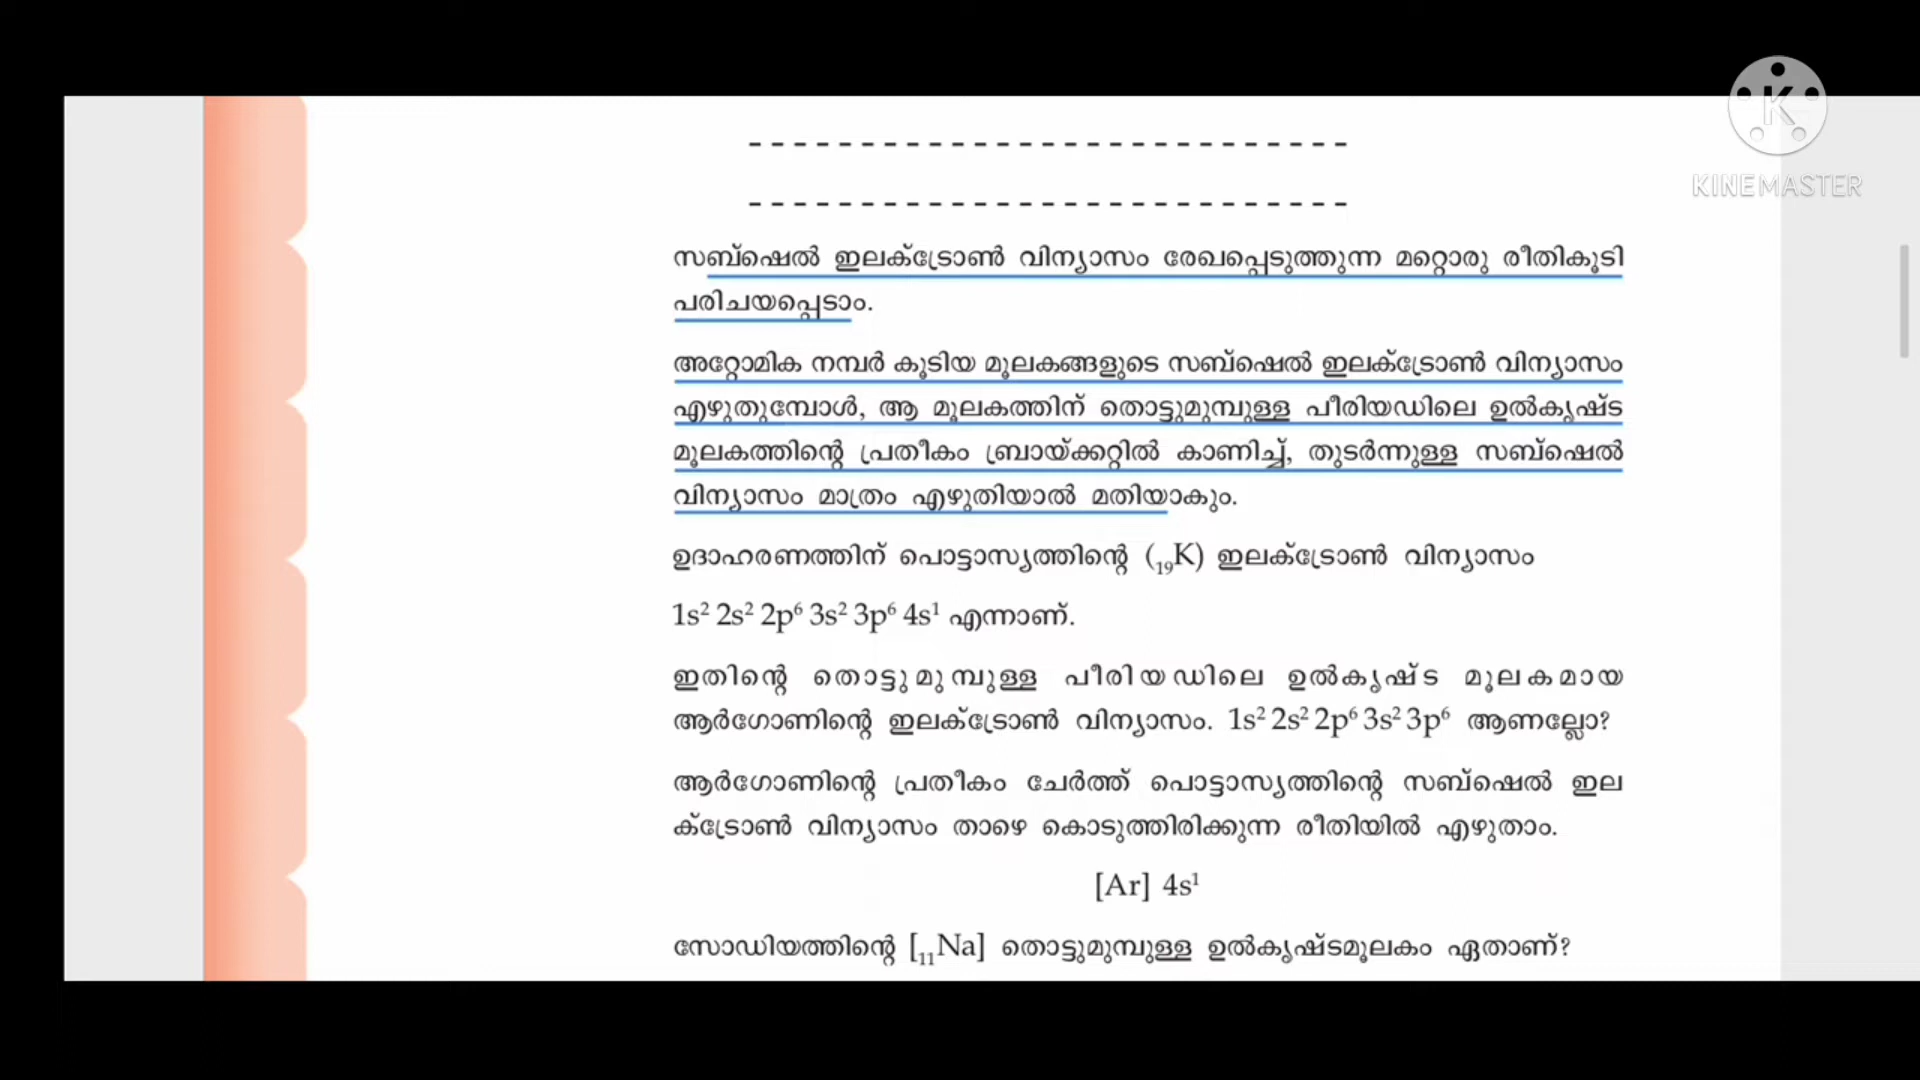 KINEMASTER
സബ്ഷെൽ ഇലക്ട്രോൺ വിന്യാസം രേഖപ്പെടുത്തുന്ന മറ്റൊരു രീതികൂടി
പരിചയപ്പെടാം.
അറ്റോമിക നമ്പർ കൂടിയ മൂലകങ്ങളുടെ സബ്ഷെൽ ഇലക്ട്രോൺ വിന്യാസം
എഴുതുമ്പോൾ, ആ മൂലകത്തിന് തൊട്ടുമുമ്പുള്ള പീരിയഡിലെ ഉൽകൃഷ്ട
മൂലകത്തിന്റെ പ്രതീകം ബ്രായ്ക്കറ്റിൽ കാണിച്ച്, തുടർന്നുള്ള സബ്ഷെൽ
വിന്യാസം മാത്രം എഴുതിയാൽ മതിയാകും.
ഉദാഹരണത്തിന് പൊട്ടാസ്യത്തിന്റെ (₁₉K) ഇലക്ട്രോൺ വിന്യാസം
1s² 2s² 2p⁶ 3s² 3p⁶ 4s¹ എന്നാണ്.
ഇതിന്റെ തൊട്ടുമുമ്പുള്ള പീരിയഡിലെ ഉൽകൃഷ്ട മൂലകമായ
ആർഗോണിന്റെ ഇലക്ട്രോൺ വിന്യാസം. 1s² 2s² 2p⁶ 3s² 3p⁶ ആണല്ലോ?
ആർഗോണിന്റെ പ്രതീകം ചേർത്ത് പൊട്ടാസ്യത്തിന്റെ സബ്ഷെൽ ഇല
ക്ട്രോൺ വിന്യാസം താഴെ കൊടുത്തിരിക്കുന്ന രീതിയിൽ എഴുതാം.
[Ar] 4s¹
സോഡിയത്തിന്റെ [₁₁Na] തൊട്ടുമുമ്പുള്ള ഉൽകൃഷ്ടമൂലകം ഏതാണ്?